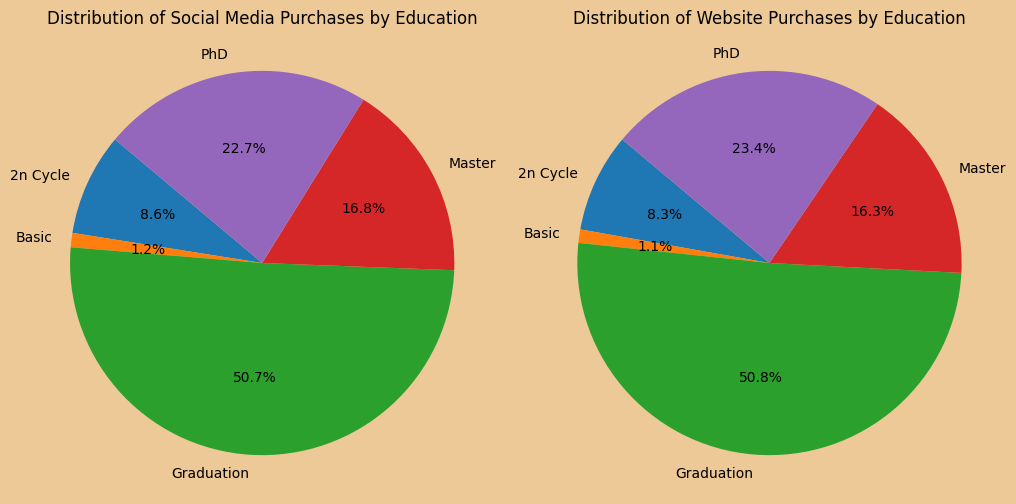 Distribution of Social Media Purchases by Education
PhD
22.7%
Master
16.8%
2n Cycle
8.6%
Basic
1.2%
50.7%
Graduation
Distribution of Website Purchases by Education
PhD
23.4%
Master
16.3%
2n Cycle
8.3%
Basic
1.1%
50.8%
Graduation